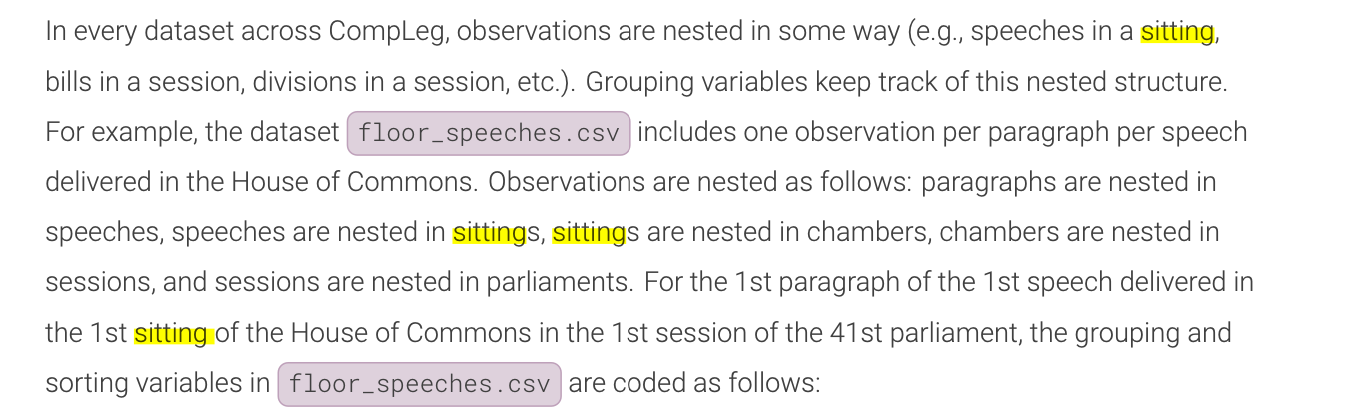 In every dataset across CompLeg, observations are nested in some way (e.g., speeches in a sitting,
bills in a session, divisions in a session, etc.). Grouping variables keep track of this nested structure.
For example, the dataset floor_speeches.csv includes one observation per paragraph per speech
delivered in the House of Commons. Observations are nested as follows: paragraphs are nested in
speeches, speeches are nested in sittings, sittings are nested in chambers, chambers are nested in
sessions, and sessions are nested in parliaments. For the 1st paragraph of the 1st speech delivered in
the 1st sitting of the House of Commons in the 1st session of the 41st parliament, the grouping and
sorting variables in floor_speeches.csv are coded as follows: